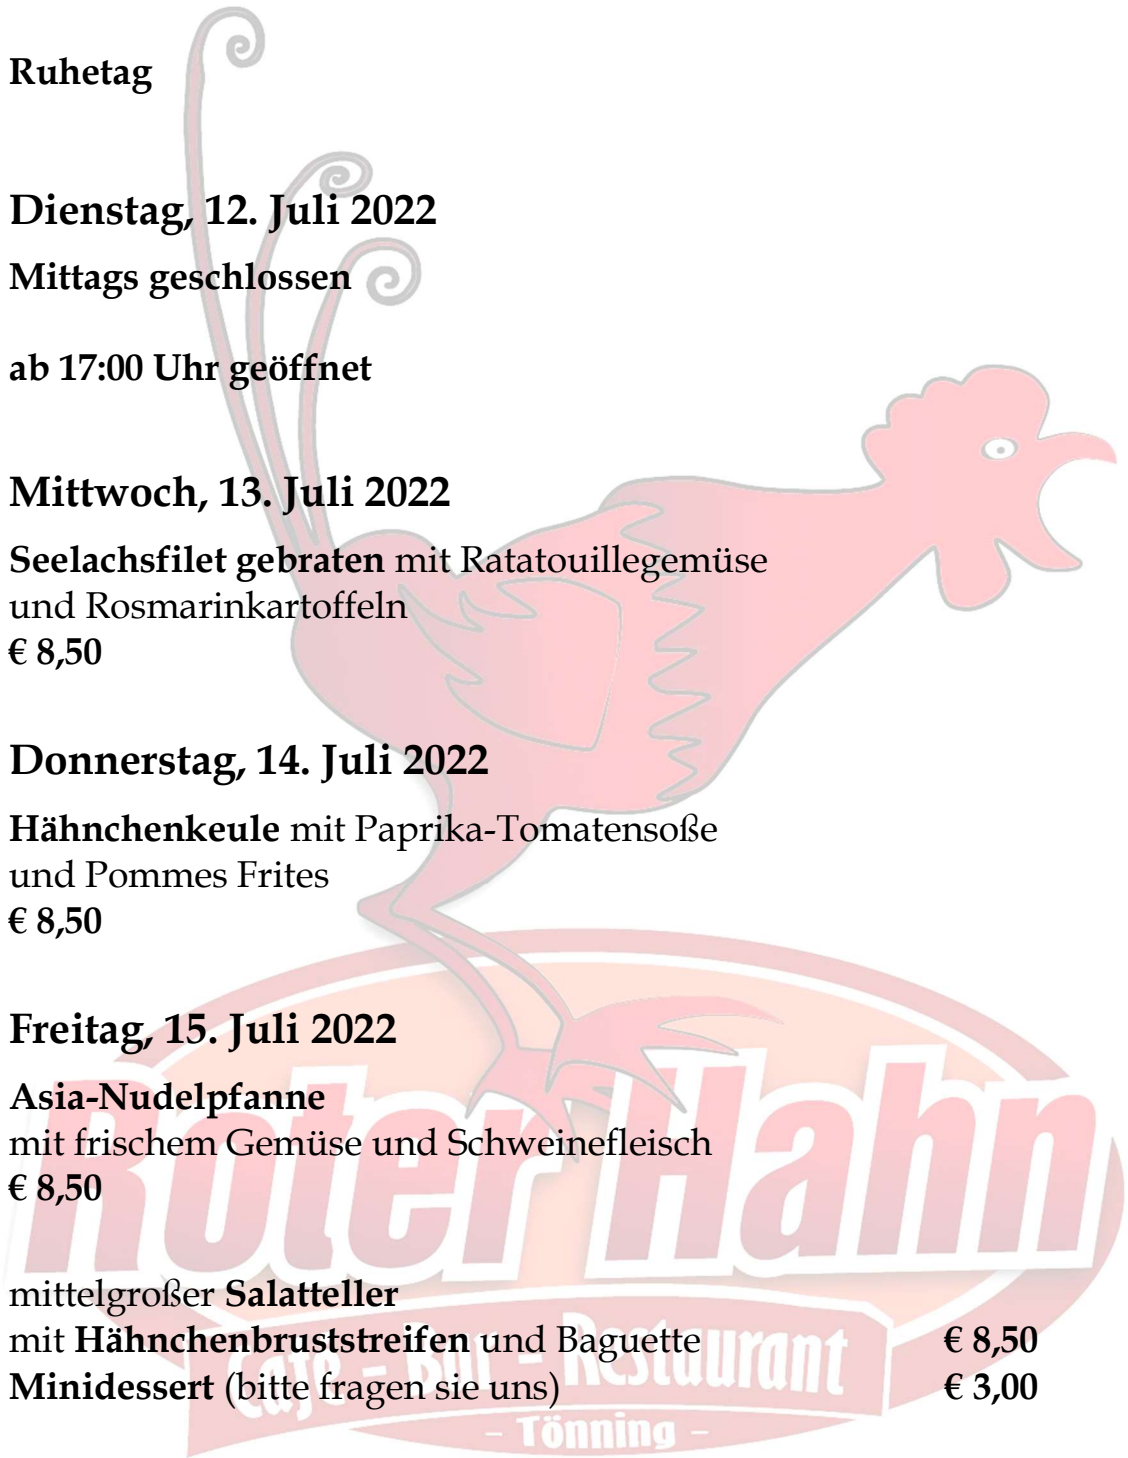 Ruhetag
Dienstag, 12. Juli 2022
Mittags geschlossen
ab 17:00 Uhr geöffnet
Mittwoch, 13. Juli 2022
Seelachsfilet gebraten mit Ratatouillegemüse
und Rosmarinkartoffeln
€ 8,50
Donnerstag, 14. Juli 2022
Hähnchenkeule mit Paprika-Tomatensoße
und Pommes Frites
€ 8,50
Freitag, 15. Juli 2022
Asia-Nudelpfanne
mit frischem Gemüse und Schweinefleisch
€ 8,50
mittelgroßer Salatteller
mit Hähnchenbruststreifen und Baguette € 8,50
Minidessert (bitte fragen sie uns) € 3,00
Roter Hahn
Cafe - Bar - Restaurant
- Tönning -